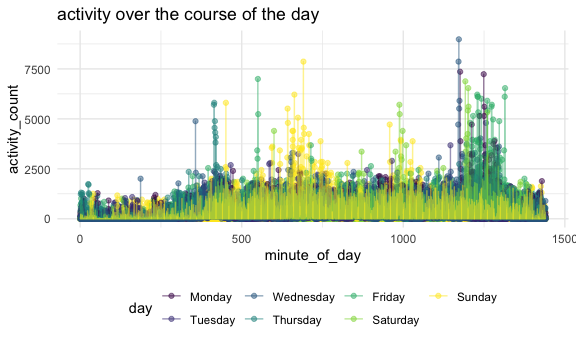 activity over the course of the day
7500
5000
2500
0
activity_count
0 500 1000 1500
minute_of_day
day
Monday Wednesday Friday Sunday
Tuesday Thursday Saturday